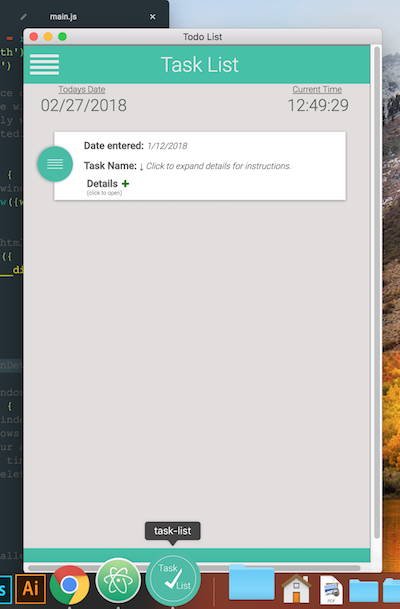 main.js
Todo List
Task List
Todays Date
Current Time
02/27/2018
12:49:29
Date entered: 1/12/2018
Task Name: ↓ Click to expand details for instructions.
Details +
(click to open)
task-list
Ai
Task
List
PDF